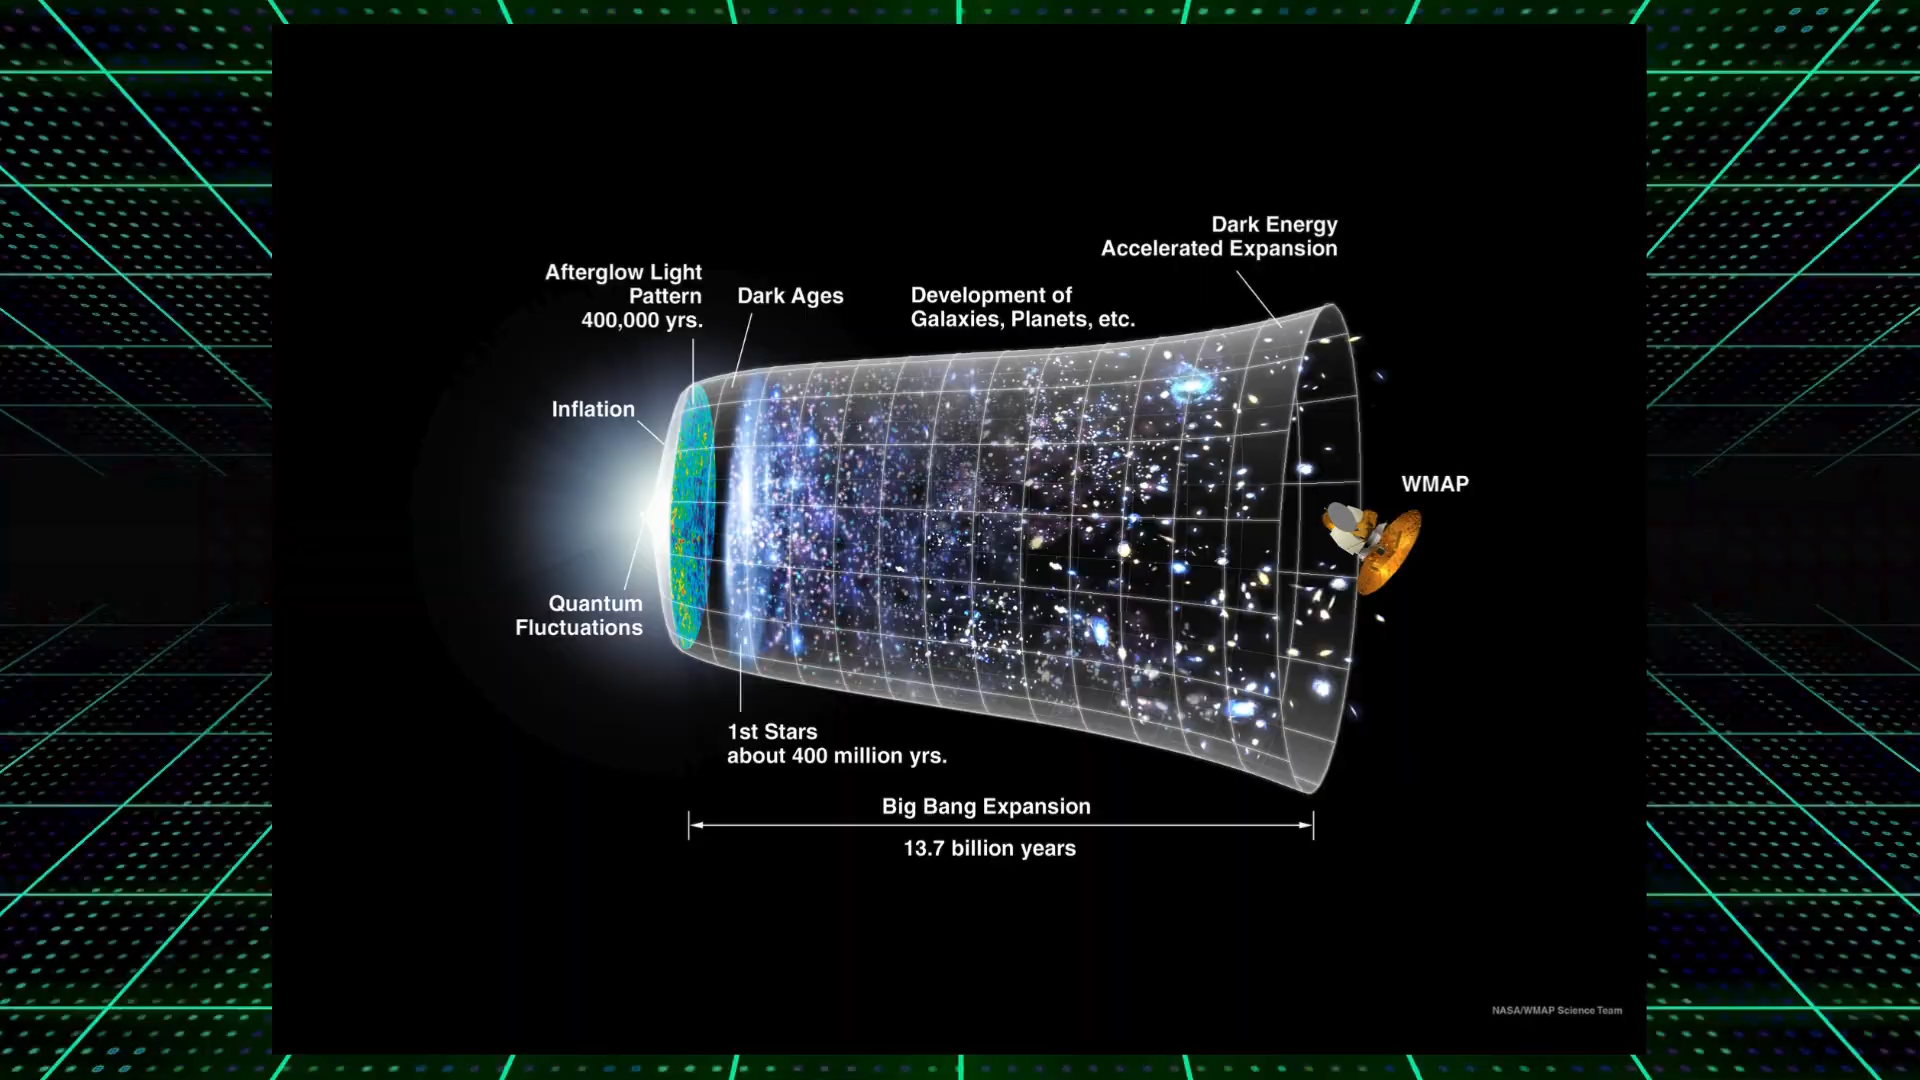 Dark Energy
Accelerated Expansion
Afterglow Light
Pattern
400,000 yrs.
Dark Ages
Development of
Galaxies, Planets, etc.
Inflation
WMAP
Quantum
Fluctuations
1st Stars
about 400 million yrs.
Big Bang Expansion
13.7 billion years
NASA/WMAP Science Team